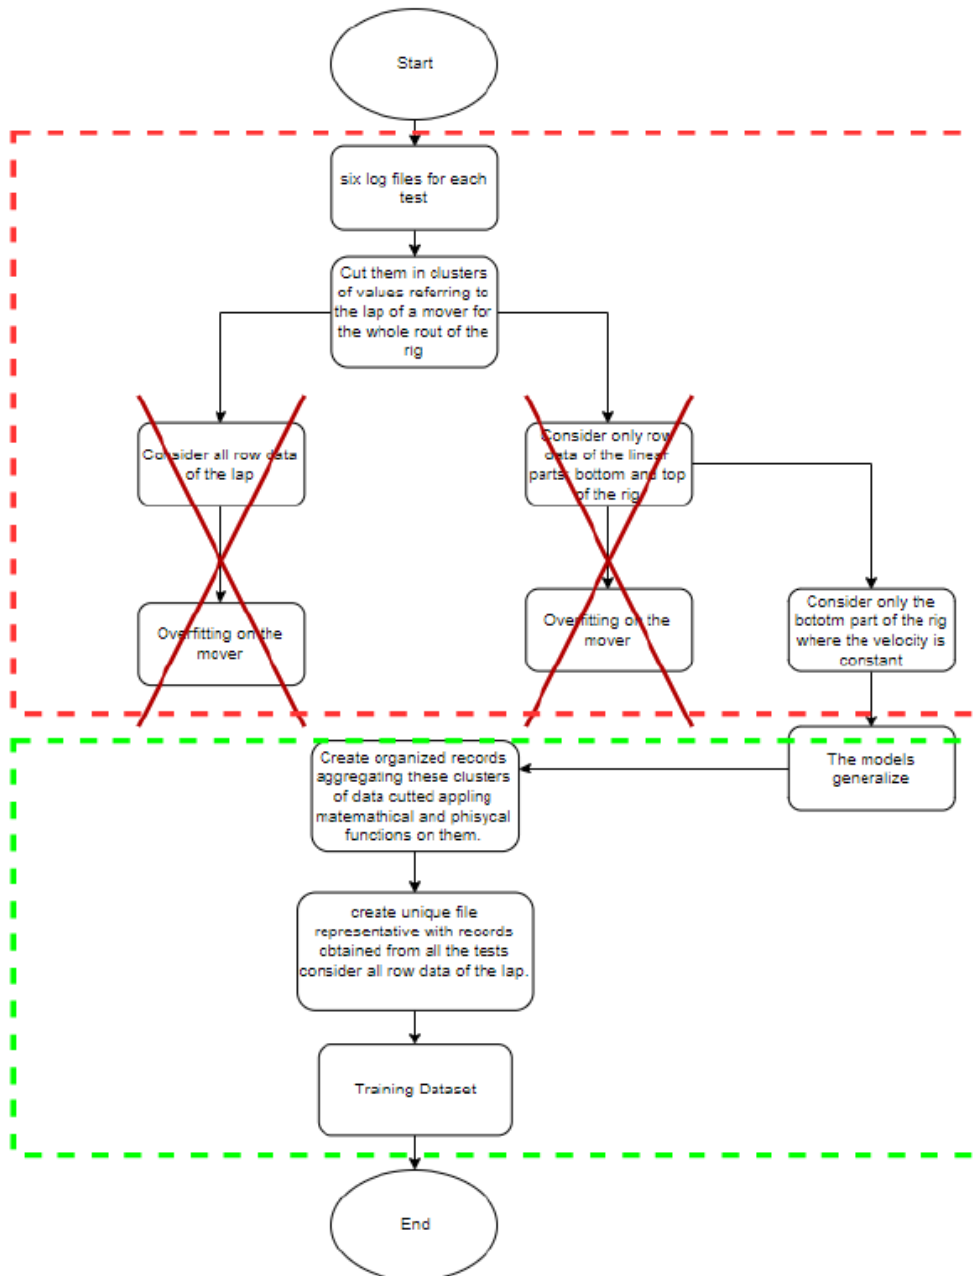 Start
six log files for each
test
Cut them in clusters
of values referring to
the lap of a mover for
the whole rout of the
rig
Consider all row data
of the lap
Consider only row
data of the linear
parts: bottom and top
of the rig
Overfitting on the
mover
Overfitting on the
mover
Consider only the
bototm part of the rig
where the velocity is
constant
The models
generalize
Create organized records
aggregating these clusters
of data cutted appling
matemathical and phisycal
functions on them.
create unique file
representative with records
obtained from all the tests
consider all row data of the lap.
Training Dataset
End